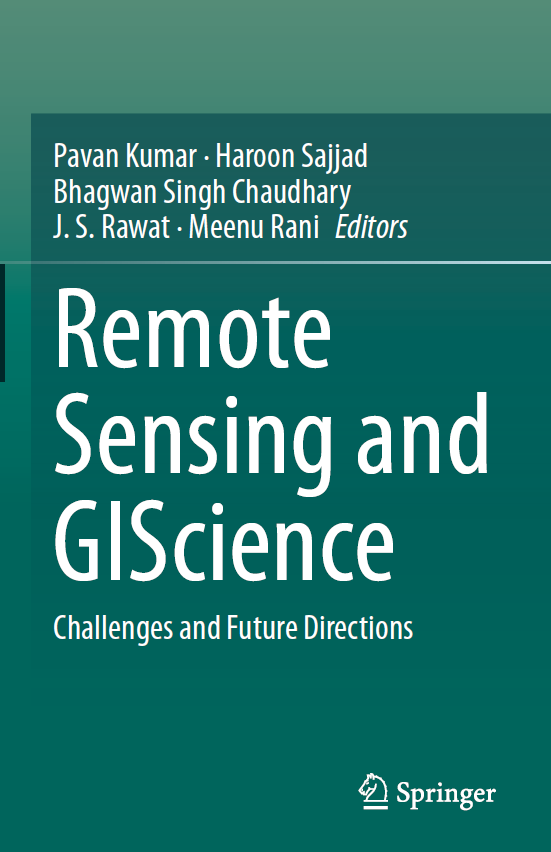 Pavan Kumar · Haroon Sajjad
Bhagwan Singh Chaudhary
J. S. Rawat · Meenu Rani Editors
Remote
Sensing and
GIScience
Challenges and Future Directions
Springer